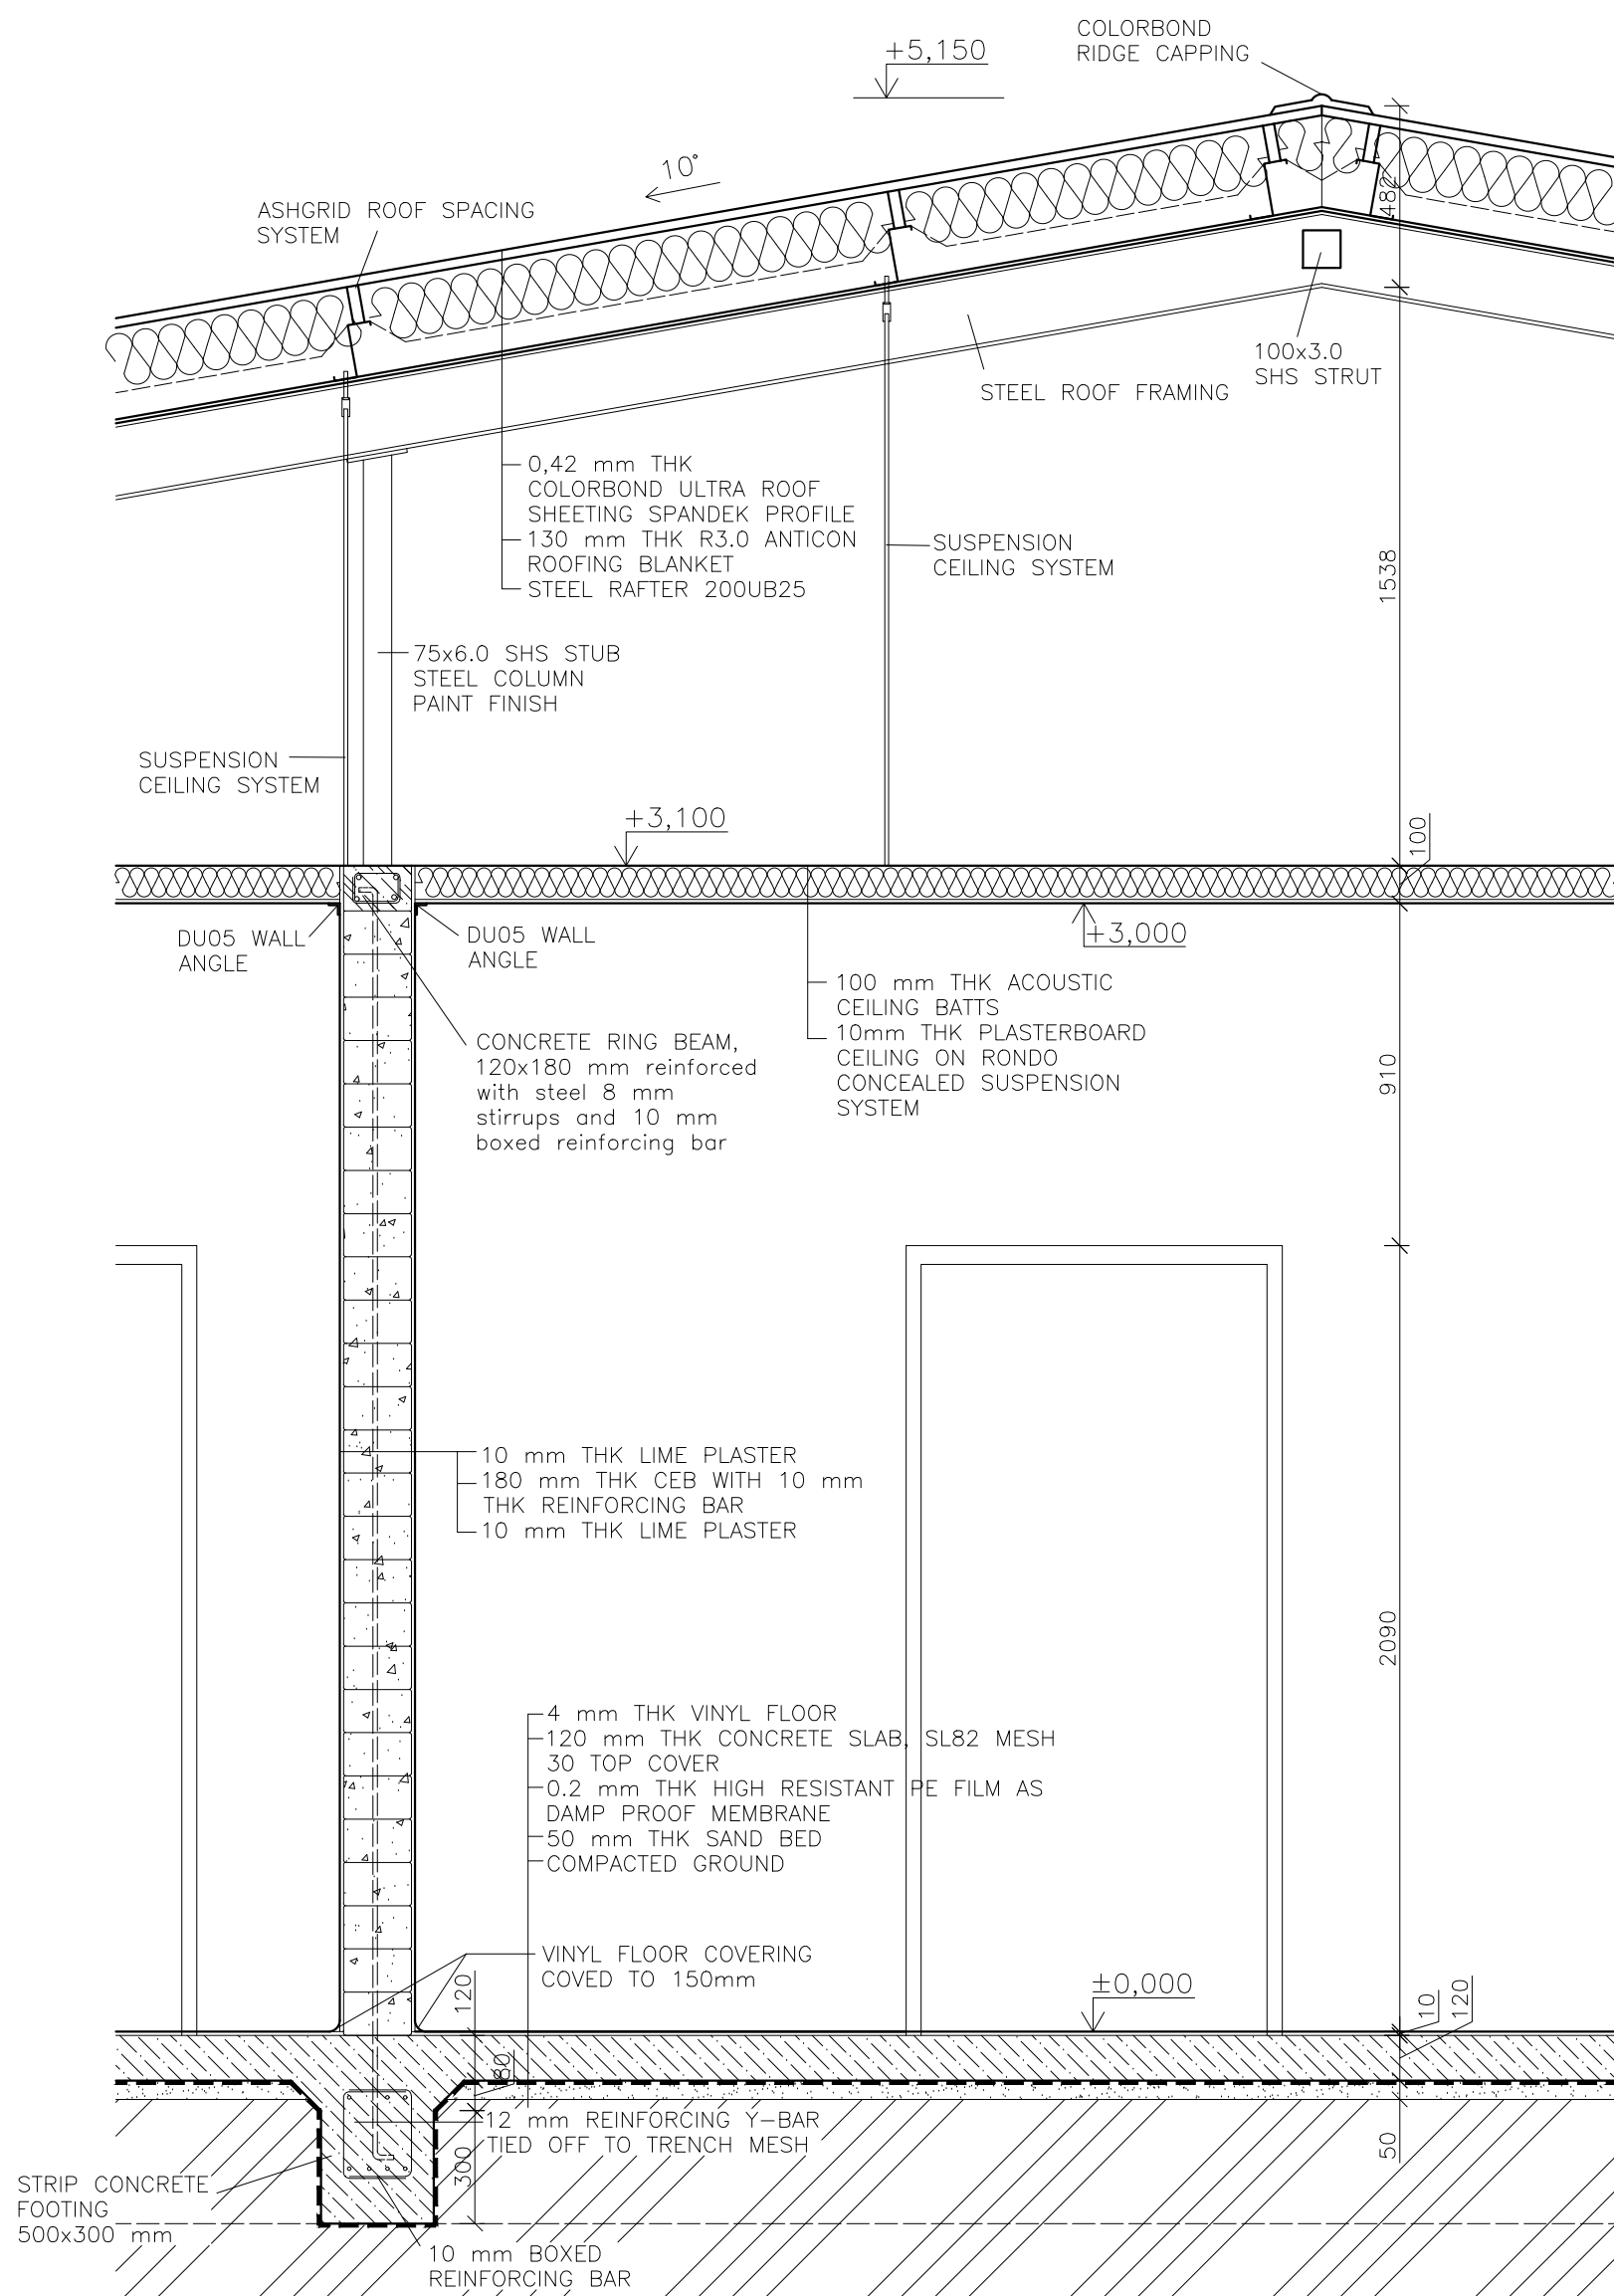 COLORBOND
RIDGE CAPPING
+5,150
10°
482
ASHGRID ROOF SPACING
SYSTEM
100x3.0
SHS STRUT
STEEL ROOF FRAMING
0,42 mm THK
COLORBOND ULTRA ROOF
SHEETING SPANDEK PROFILE
130 mm THK R3.0 ANTICON
ROOFING BLANKET
STEEL RAFTER 200UB25
SUSPENSION
CEILING SYSTEM
1538
75x6.0 SHS STUB
STEEL COLUMN
PAINT FINISH
SUSPENSION
CEILING SYSTEM
+3,100
100
DU05 WALL
ANGLE
DU05 WALL
ANGLE
+3,000
100 mm THK ACOUSTIC
CEILING BATTS
10mm THK PLASTERBOARD
CEILING ON RONDO
CONCEALED SUSPENSION
SYSTEM
CONCRETE RING BEAM,
120x180 mm reinforced
with steel 8 mm
stirrups and 10 mm
boxed reinforcing bar
910
10 mm THK LIME PLASTER
180 mm THK CEB WITH 10 mm
THK REINFORCING BAR
10 mm THK LIME PLASTER
2090
4 mm THK VINYL FLOOR
120 mm THK CONCRETE SLAB, SL82 MESH
30 TOP COVER
0.2 mm THK HIGH RESISTANT PE FILM AS
DAMP PROOF MEMBRANE
50 mm THK SAND BED
COMPACTED GROUND
VINYL FLOOR COVERING
COVED TO 150mm
120
±0,000
10
120
80
12 mm REINFORCING Y-BAR
TIED OFF TO TRENCH MESH
300
50
STRIP CONCRETE
FOOTING
500x300 mm
10 mm BOXED
REINFORCING BAR